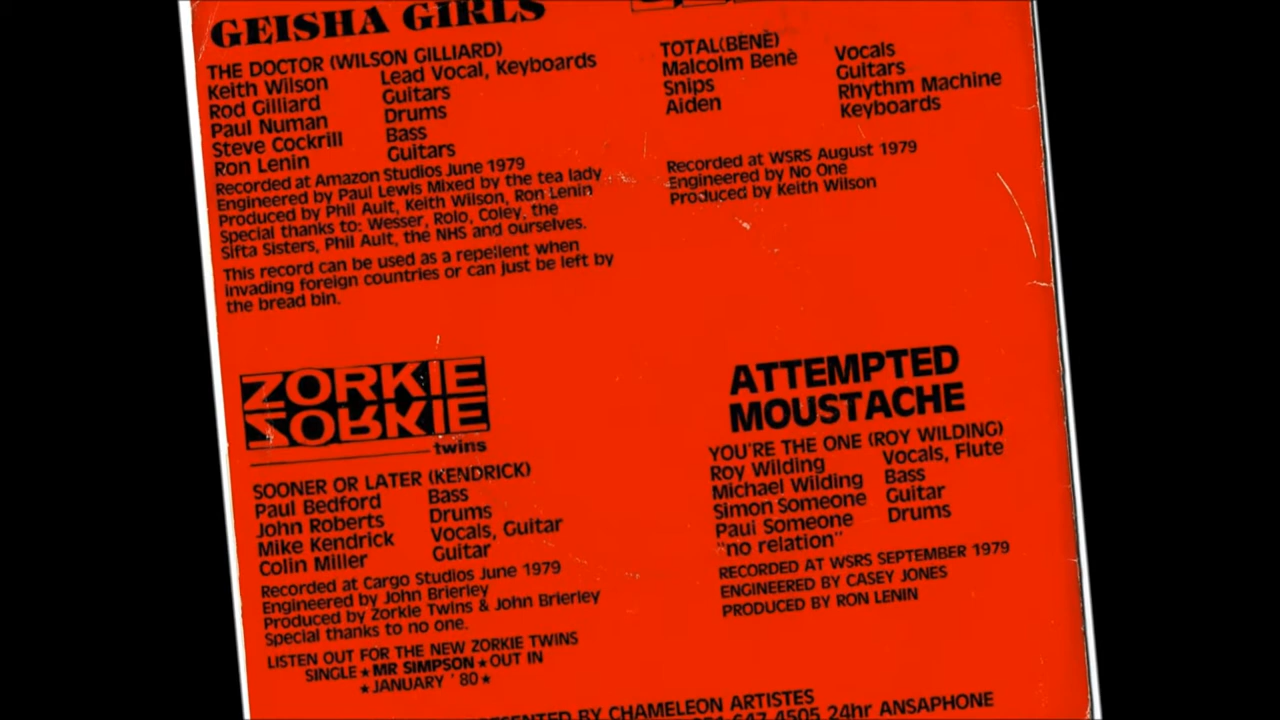 GEISHA GIRLS
THE DOCTOR (WILSON GILLIARD)
Keith Wilson Lead Vocal, Keyboards
Rod Gilliard Guitars
Paul Numan Drums
Steve Cockrill Bass
Ron Lenin Guitars
Recorded at Amazon Studios June 1979
Engineered by Paul Lewis Mixed by the tea lady
Produced by Phil Ault, Keith Wilson, Ron Lenin
Special thanks to: Wesser, Rolo, Coley, the
Sifta Sisters, Phil Ault, the NHS and ourselves.
This record can be used as a repellent when
invading foreign countries or can just be left by
the bread bin.
TOTAL(BENÈ)
Malcolm Benè Vocals
Snips Guitars
Aiden Rhythm Machine
Keyboards
Recorded at WSRS August 1979
Engineered by No One
Produced by Keith Wilson
ZORKIE
ZORKIE
twins
SOONER OR LATER (KENDRICK)
Paul Bedford Bass
John Roberts Drums
Mike Kendrick Vocals, Guitar
Colin Miller Guitar
Recorded at Cargo Studios June 1979
Engineered by John Brierley
Produced by Zorkie Twins & John Brierley
Special thanks to no one.
LISTEN OUT FOR THE NEW ZORKIE TWINS
SINGLE ★ MR SIMPSON ★ OUT IN
★ JANUARY '80 ★
ATTEMPTED
MOUSTACHE
YOU'RE THE ONE (ROY WILDING)
Roy Wilding Vocals, Flute
Michael Wilding Bass
Simon Someone Guitar
Paul Someone Drums
"no relation"
RECORDED AT WSRS SEPTEMBER 1979
ENGINEERED BY CASEY JONES
PRODUCED BY RON LENIN
BY CHAMELEON ARTISTES
647 4505 24hr ANSAPHONE